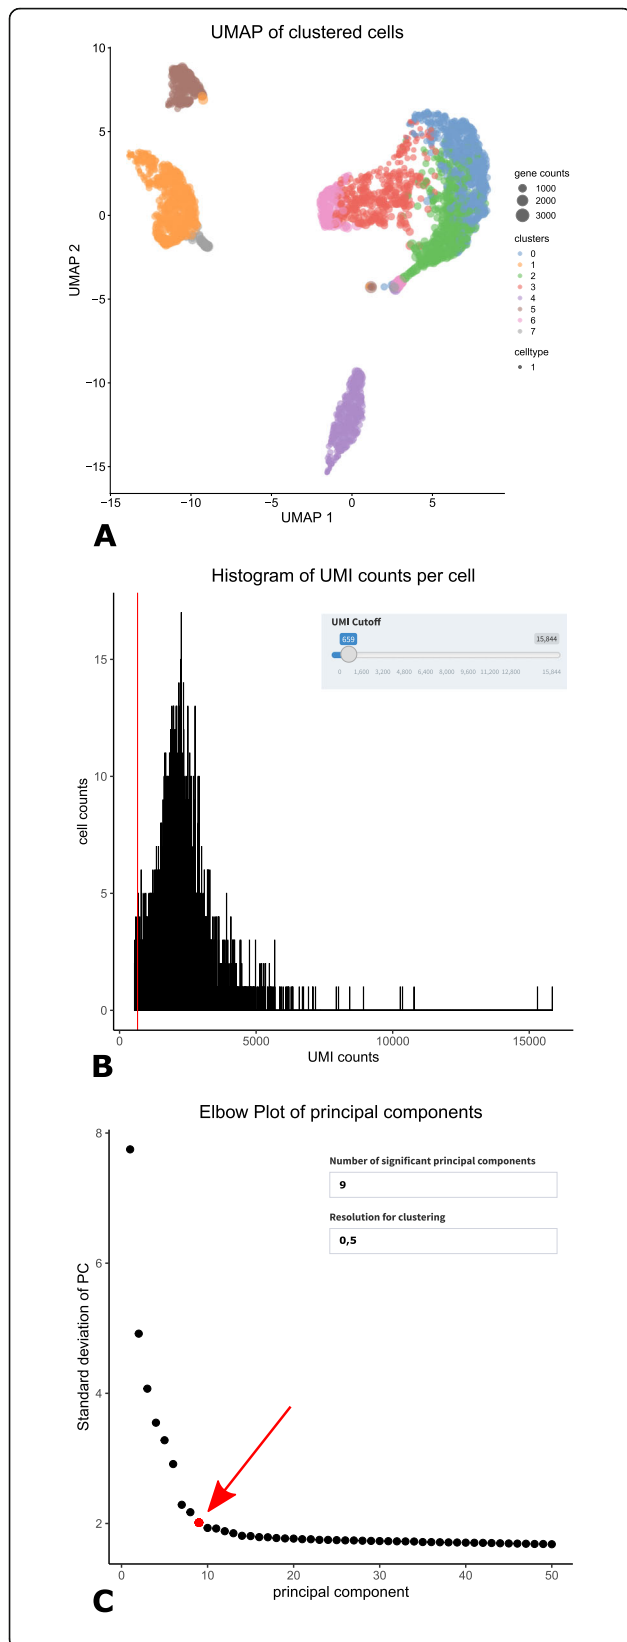 UMAP of clustered cells
10
5
0
−5
−10
−15
UMAP 2
−15
−10
−5
0
5
UMAP 1
gene counts
1000
2000
3000
clusters
0
1
2
3
4
5
6
7
celltype
1
A
Histogram of UMI counts per cell
UMI Cutoff
659
15,844
0 1,600 3,200 4,800 6,400 8,000 9,600 11,200 12,800 15,844
15
10
5
0
cell counts
0
5000
10000
15000
UMI counts
B
Elbow Plot of principal components
Number of significant principal components
9
Resolution for clustering
0,5
8
6
4
2
Standard deviation of PC
0
10
20
30
40
50
principal component
C